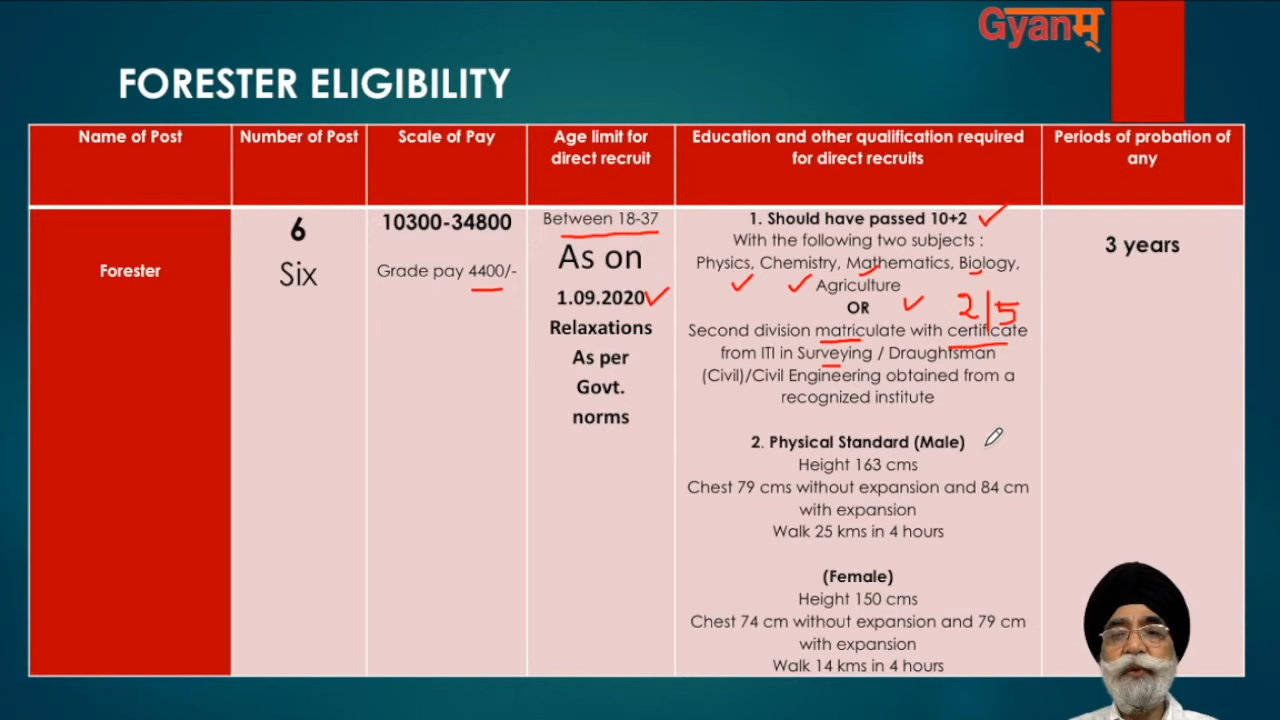 Gyanम्
FORESTER ELIGIBILITY
Name of Post
Number of Post
Scale of Pay
Age limit for
direct recruit
Education and other qualification required
for direct recruits
Periods of probation of
any
Forester
6
Six
10300-34800
Grade pay 4400/-
Between 18-37
As on
1.09.2020
Relaxations
As per
Govt.
norms
1. Should have passed 10+2
With the following two subjects :
Physics, Chemistry, Mathematics, Biology,
Agriculture
OR
2|5
Second division matriculate with certificate
from ITI in Surveying / Draughtsman
(Civil)/Civil Engineering obtained from a
recognized institute
2. Physical Standard (Male)
Height 163 cms
Chest 79 cms without expansion and 84 cm
with expansion
Walk 25 kms in 4 hours
(Female)
Height 150 cms
Chest 74 cm without expansion and 79 cm
with expansion
Walk 14 kms in 4 hours
3 years